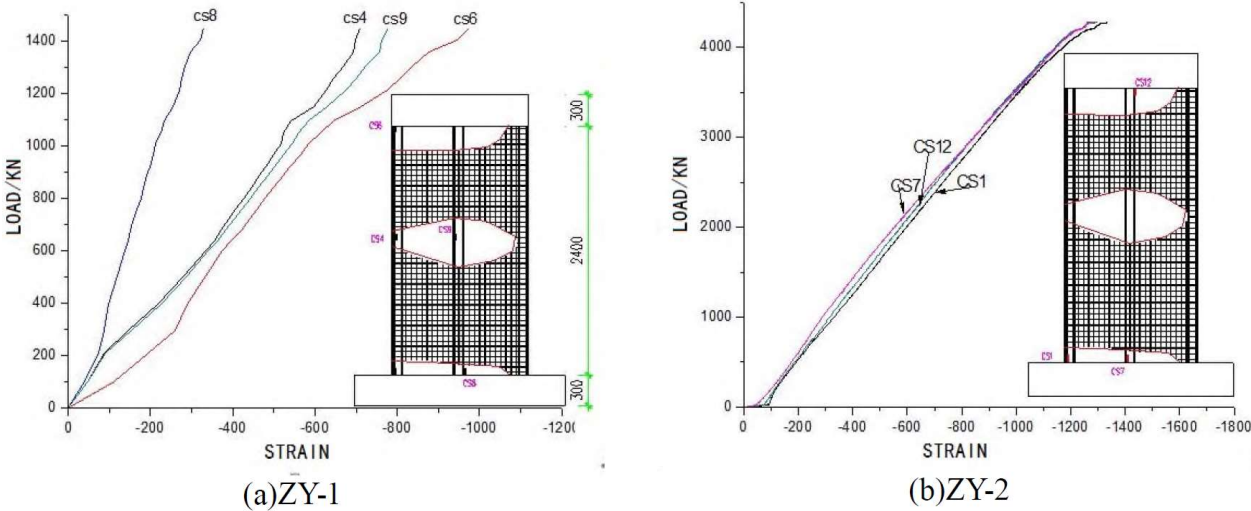 cs8
cs4
cs9
cs6
1400
1200
1000
800
600
400
200
0
LOAD/KN
0
-200
-400
-600
-800
-1000
-1200
STRAIN
CS6
CS4
CS9
CS8
300
2400
300
(a)ZY-1
4000
3000
2000
1000
0
LOAD/KN
0
-200
-400
-600
-800
-1000
-1200
-1400
-1600
-1800
STRAIN
CS12
CS7
CS1
CS12
CS1
CS7
(b)ZY-2